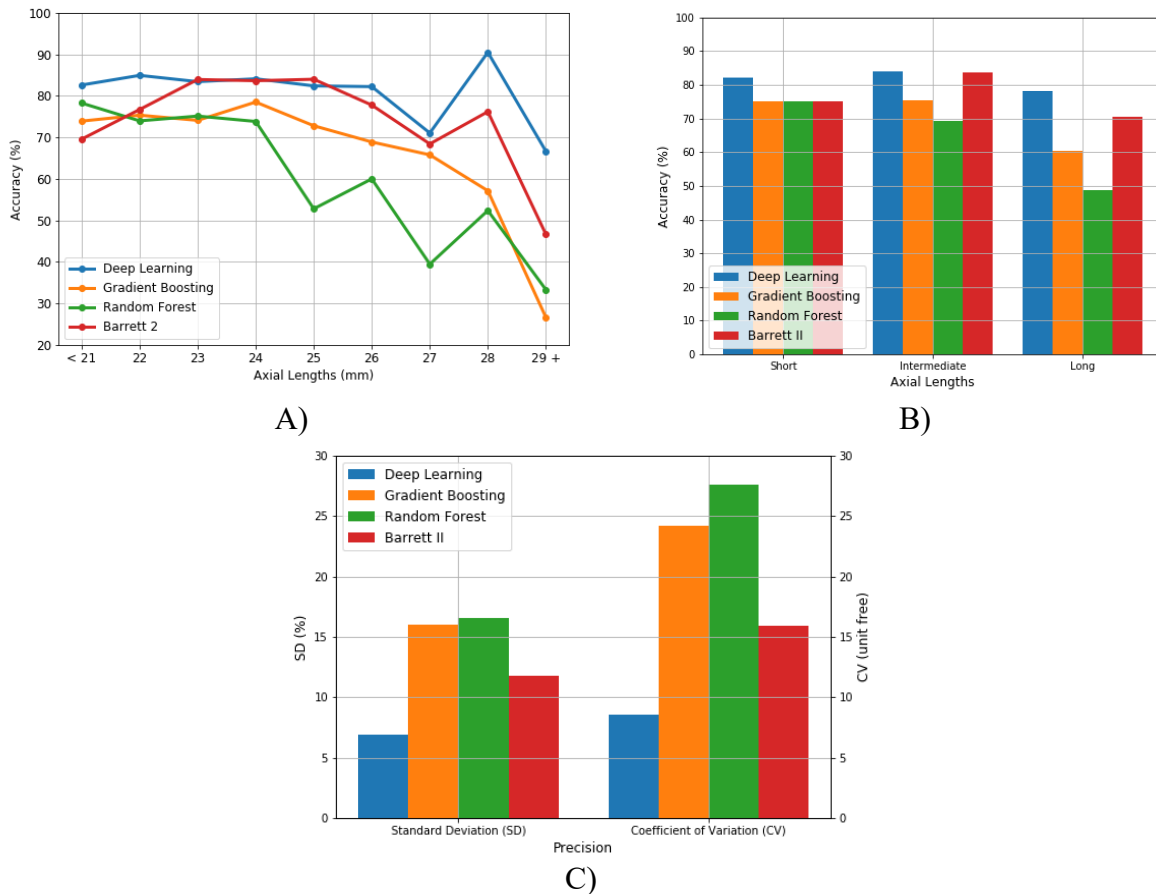 100
90
80
70
60
50
40
30
20
Accuracy (%)
Deep Learning
Gradient Boosting
Random Forest
Barrett 2
< 21 22 23 24 25 26 27 28 29 +
Axial Lengths (mm)
A)
100
90
80
70
60
50
40
30
20
10
0
Accuracy (%)
Deep Learning
Gradient Boosting
Random Forest
Barrett II
Short Intermediate Long
Axial Lengths
B)
30
25
20
15
10
5
0
SD (%)
Deep Learning
Gradient Boosting
Random Forest
Barrett II
30
25
20
15
10
5
0
CV (unit free)
Standard Deviation (SD) Coefficient of Variation (CV)
Precision
C)